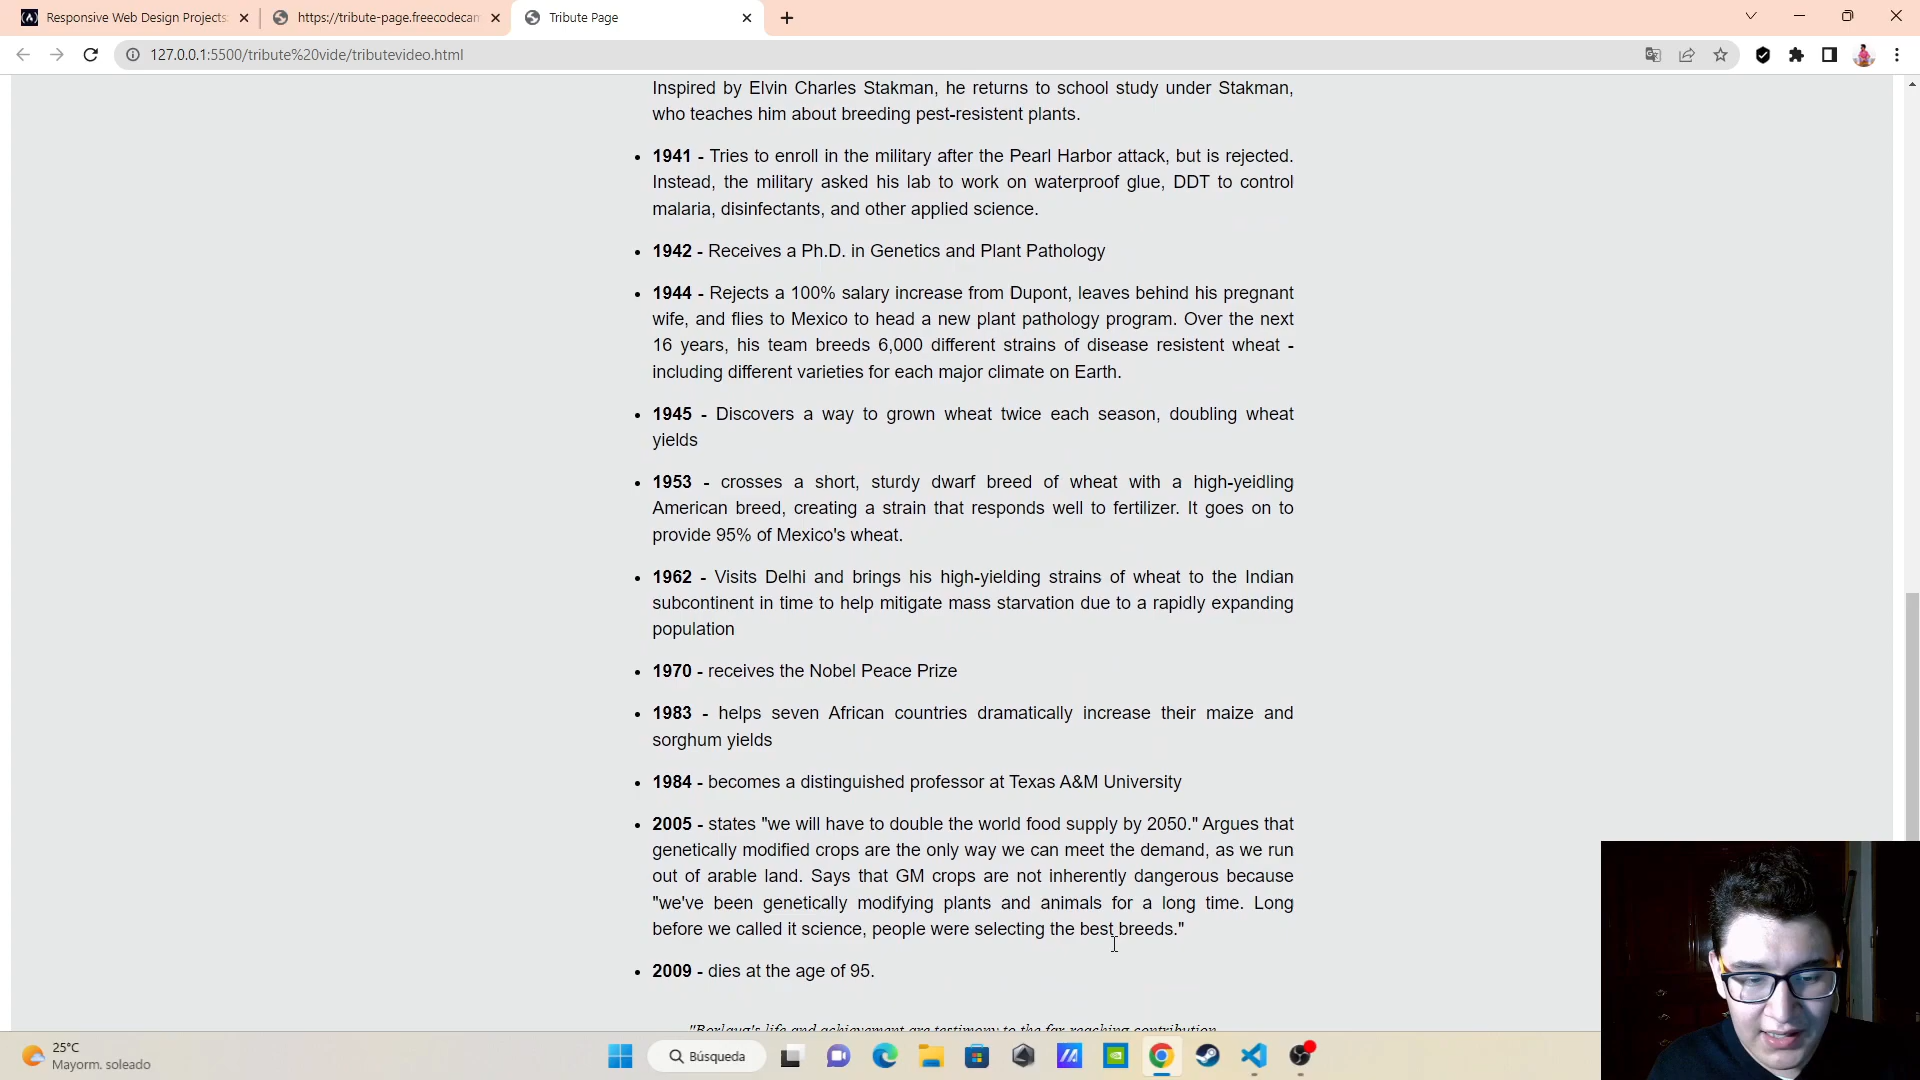 Responsive Web Design Projects:
https://tribute-page.freecodecam
Tribute Page
127.0.0.1:5500/tribute%20vide/tributevideo.html
Inspired by Elvin Charles Stakman, he returns to school study under Stakman,
who teaches him about breeding pest-resistent plants.
• 1941 - Tries to enroll in the military after the Pearl Harbor attack, but is rejected.
Instead, the military asked his lab to work on waterproof glue, DDT to control
malaria, disinfectants, and other applied science.
• 1942 - Receives a Ph.D. in Genetics and Plant Pathology
• 1944 - Rejects a 100% salary increase from Dupont, leaves behind his pregnant
wife, and flies to Mexico to head a new plant pathology program. Over the next
16 years, his team breeds 6,000 different strains of disease resistent wheat -
including different varieties for each major climate on Earth.
• 1945 - Discovers a way to grown wheat twice each season, doubling wheat
yields
• 1953 - crosses a short, sturdy dwarf breed of wheat with a high-yeidling
American breed, creating a strain that responds well to fertilizer. It goes on to
provide 95% of Mexico's wheat.
• 1962 - Visits Delhi and brings his high-yielding strains of wheat to the Indian
subcontinent in time to help mitigate mass starvation due to a rapidly expanding
population
• 1970 - receives the Nobel Peace Prize
• 1983 - helps seven African countries dramatically increase their maize and
sorghum yields
• 1984 - becomes a distinguished professor at Texas A&M University
• 2005 - states "we will have to double the world food supply by 2050." Argues that
genetically modified crops are the only way we can meet the demand, as we run
out of arable land. Says that GM crops are not inherently dangerous because
"we've been genetically modifying plants and animals for a long time. Long
before we called it science, people were selecting the best breeds."
• 2009 - dies at the age of 95.
"Borlaug's life and achievement are testimony to the far-reaching contribution
25°C
Mayorm. soleado
Búsqueda